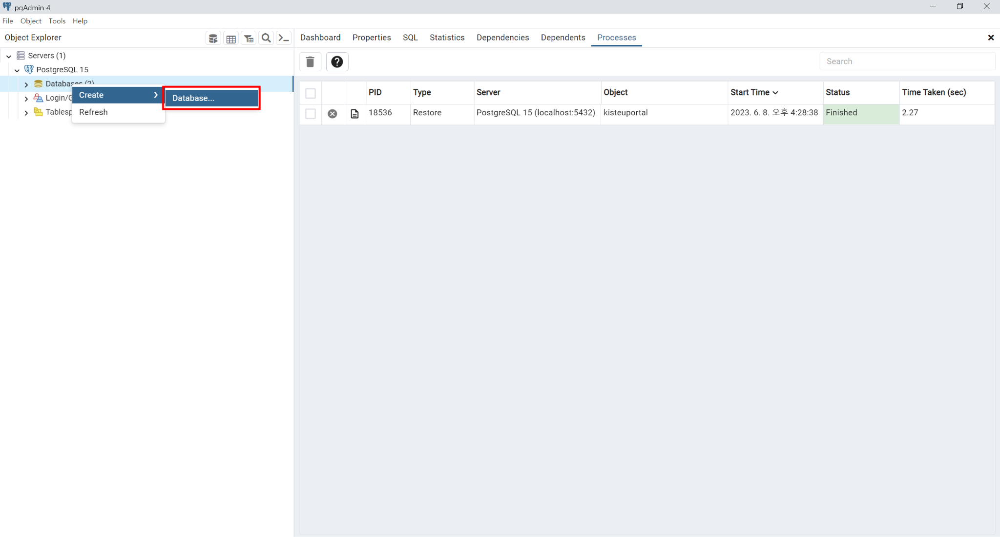 pgAdmin 4
File Object Tools Help
Object Explorer
Dashboard Properties SQL Statistics Dependencies Dependents Processes
Servers (1)
PostgreSQL 15
Databases (2)
Login/G
Tablesp
Create
Database...
Refresh
Search
PID Type Server Object Start Time Status Time Taken (sec)
18536 Restore PostgreSQL 15 (localhost:5432) kisteuportal 2023. 6. 8. 오후 4:28:38 Finished 2.27